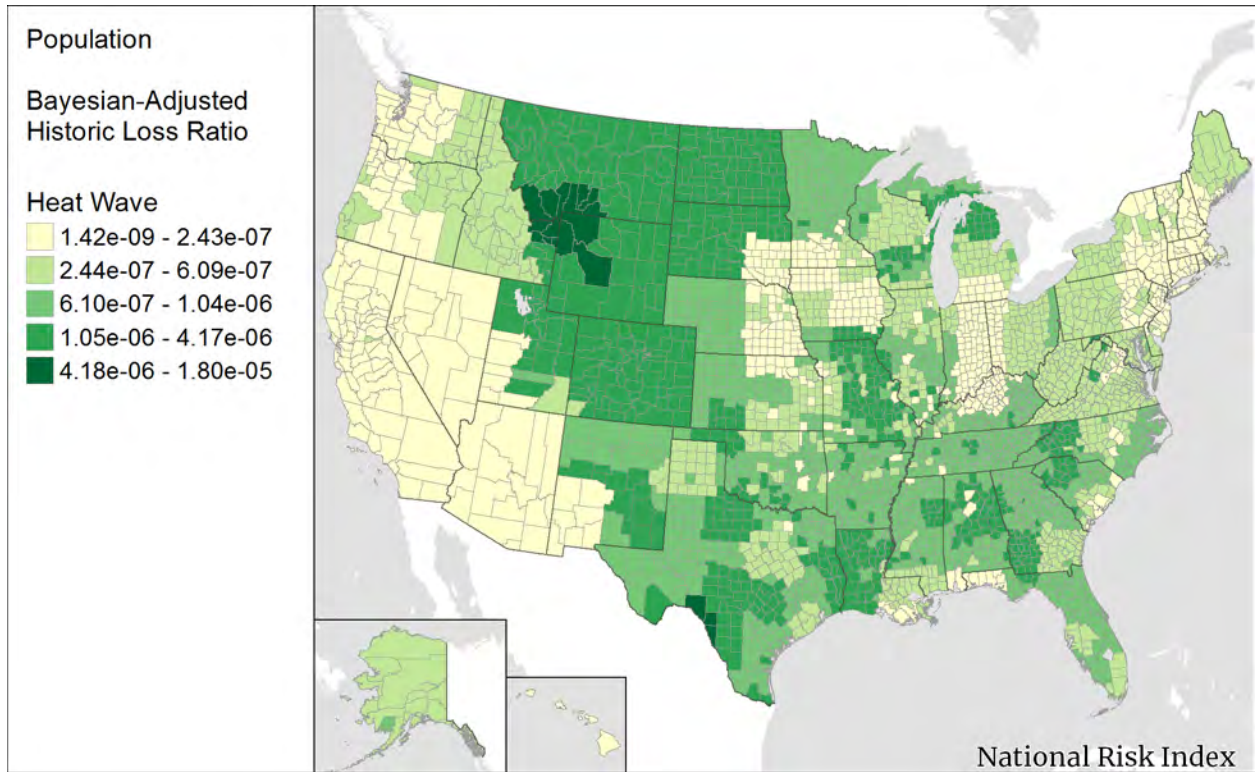 Population
Bayesian-Adjusted
Historic Loss Ratio
Heat Wave
1.42e-09 - 2.43e-07
2.44e-07 - 6.09e-07
6.10e-07 - 1.04e-06
1.05e-06 - 4.17e-06
4.18e-06 - 1.80e-05
National Risk Index